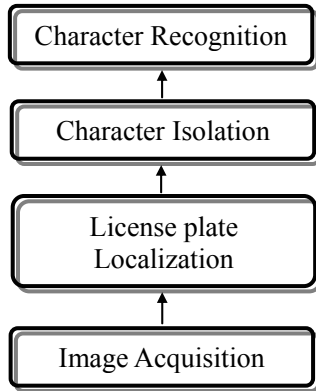 Character Recognition
Character Isolation
License plate
Localization
Image Acquisition